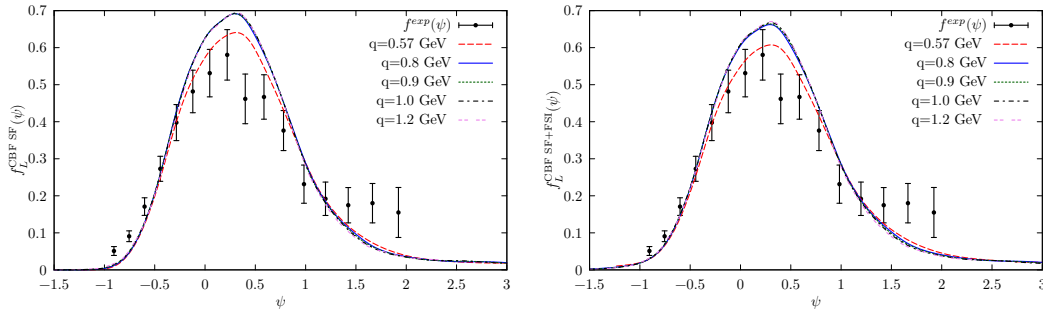 f_L^{CBF SF}(ψ)
0.7
0.6
0.5
0.4
0.3
0.2
0.1
0
−1.5 −1 −0.5 0 0.5 1 1.5 2 2.5 3
ψ
f^{exp}(ψ)
q=0.57 GeV
q=0.8 GeV
q=0.9 GeV
q=1.0 GeV
q=1.2 GeV
f_L^{CBF SF+FSI}(ψ)
0.7
0.6
0.5
0.4
0.3
0.2
0.1
0
−1.5 −1 −0.5 0 0.5 1 1.5 2 2.5 3
ψ
f^{exp}(ψ)
q=0.57 GeV
q=0.8 GeV
q=0.9 GeV
q=1.0 GeV
q=1.2 GeV